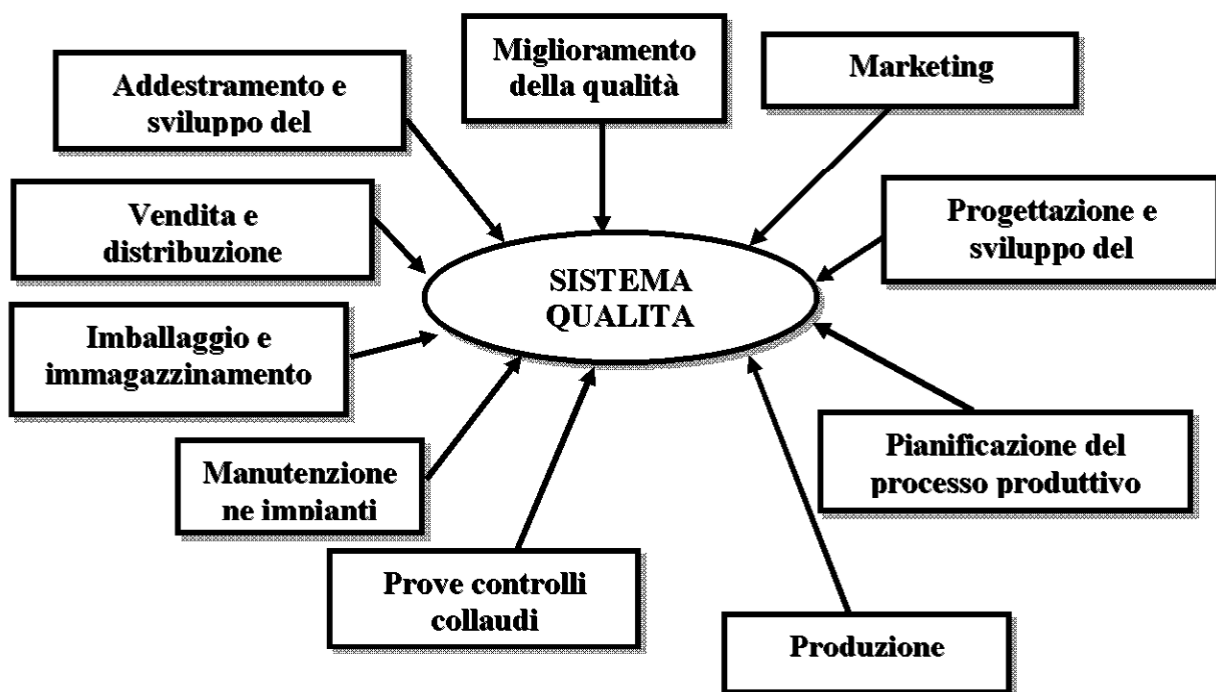 Miglioramento
della qualità
Marketing
Addestramento e
sviluppo del
Vendita e
distribuzione
Progettazione e
sviluppo del
SISTEMA
QUALITA
Imballaggio e
immagazzinamento
Pianificazione del
processo produttivo
Manutenzione
ne impianti
Prove controlli
collaudi
Produzione